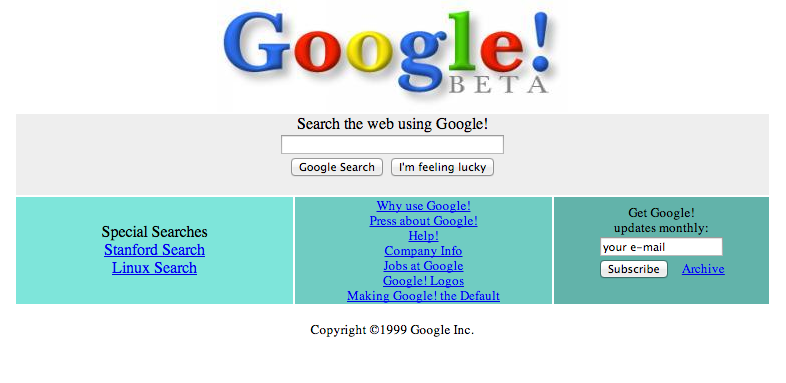 Google!
BETA
Search the web using Google!
Google Search I'm feeling lucky
Special Searches
Stanford Search
Linux Search
Why use Google!
Press about Google!
Help!
Company Info
Jobs at Google
Google! Logos
Making Google! the Default
Get Google!
updates monthly:
your e-mail
Subscribe Archive
Copyright ©1999 Google Inc.